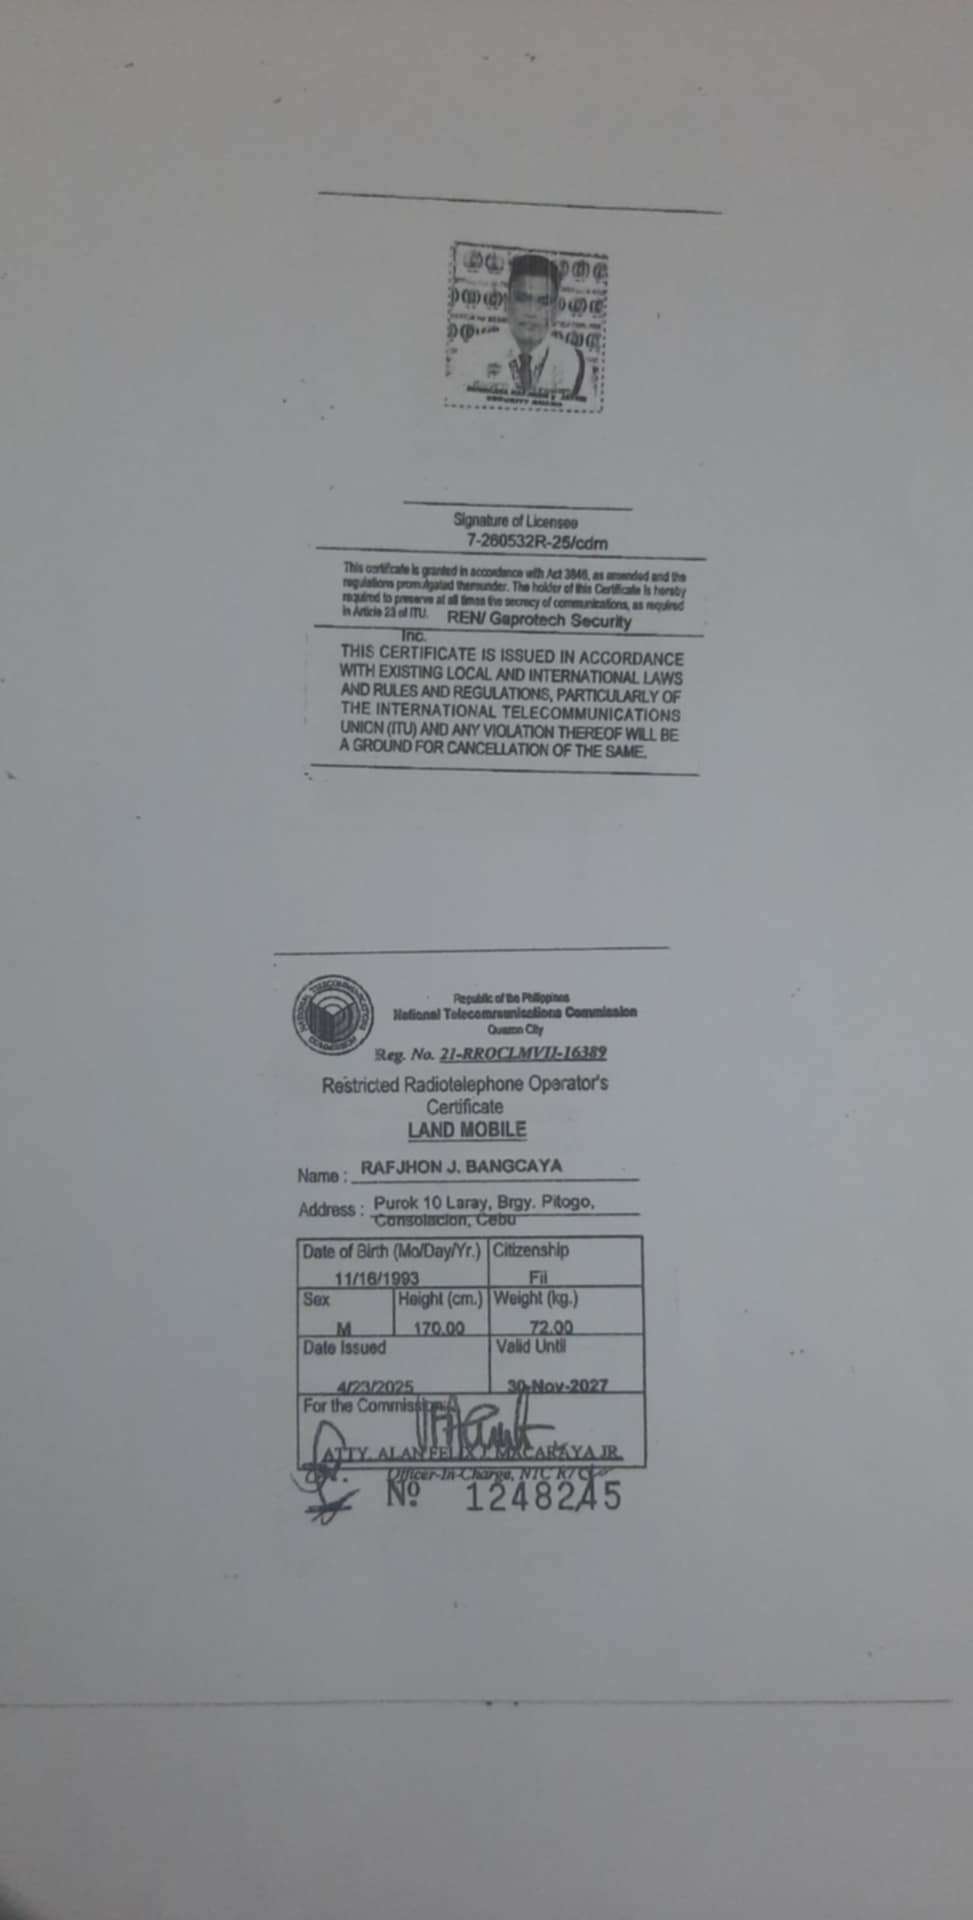 SECURITY GUARD
Signature of Licensee
7-260532R-25/cdm
This certificate is granted in accordance with Act 3846, as amended and the
regulations promulgated thereunder. The holder of this Certificate is hereby
required to preserve at all times the secrecy of communications, as required
in Article 23 of ITU. REN/ Gaprotech Security
Inc.
THIS CERTIFICATE IS ISSUED IN ACCORDANCE
WITH EXISTING LOCAL AND INTERNATIONAL LAWS
AND RULES AND REGULATIONS, PARTICULARLY OF
THE INTERNATIONAL TELECOMMUNICATIONS
UNION (ITU) AND ANY VIOLATION THEREOF WILL BE
A GROUND FOR CANCELLATION OF THE SAME.
NATIONAL TELECOMMUNICATIONS COMMISSION
Republic of the Philippines
National Telecommunications Commission
Quezon City
Reg. No. 21-RROCLMVII-16389
Restricted Radiotelephone Operator's
Certificate
LAND MOBILE
Name : RAFJHON J. BANGCAYA
Address : Purok 10 Laray, Brgy. Pitogo,
Consolacion, Cebu
Date of Birth (Mo/Day/Yr.) Citizenship
11/16/1993 Fil
Sex Height (cm.) Weight (kg.)
M 170.00 72.00
Date Issued Valid Until
4/23/2025 30-Nov-2027
For the Commission
ATTY. ALAN FELIX J. MACARAYA JR.
Officer-In-Charge, NTC R7
Nº 1248245